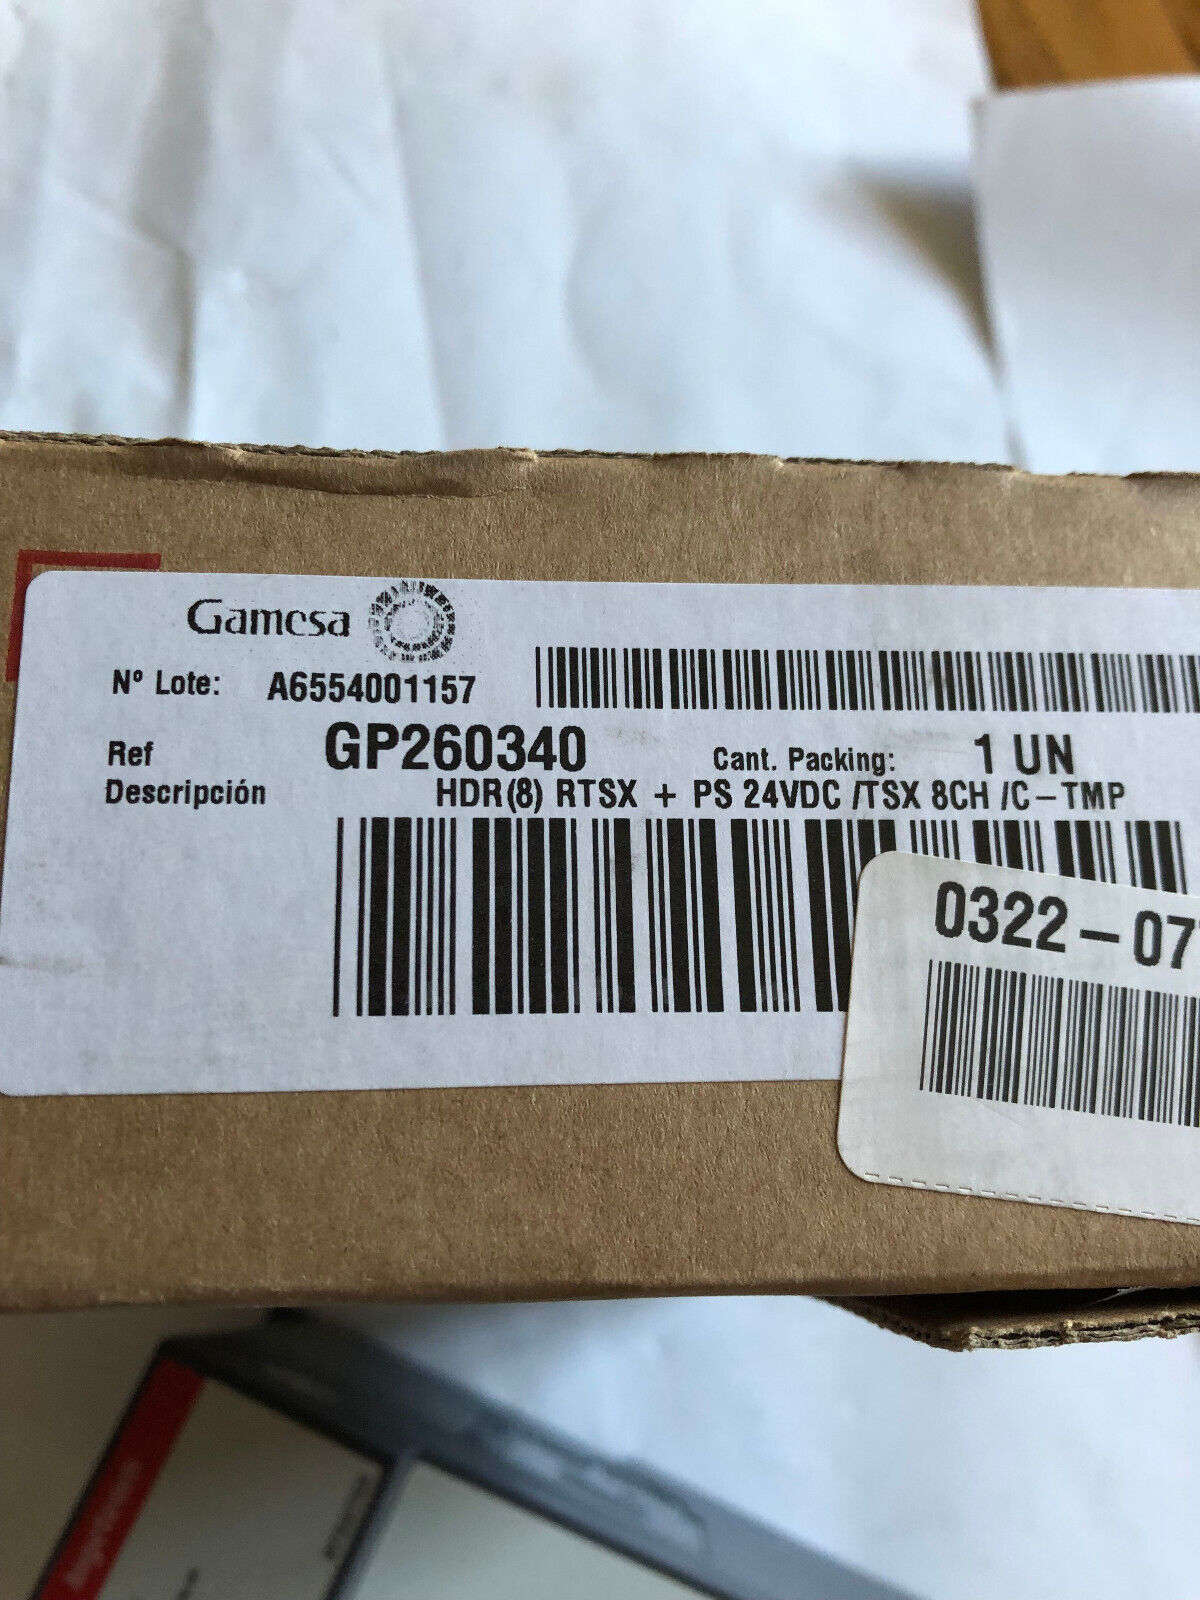 Gamesa
Nº Lote: A6554001157
Ref GP260340 Cant. Packing: 1 UN
Descripción HDR(8) RTSX + PS 24VDC /TSX 8CH /C-TMP
0322-07